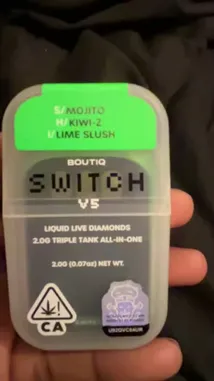 S/ MOJITO
H/ KIWI-Z
I/ LIME SLUSH
BOUTIQ
SWITCH
V5
LIQUID LIVE DIAMONDS
2.0G TRIPLE TANK ALL-IN-ONE
2.0G (0.07oz) NET WT.
CA